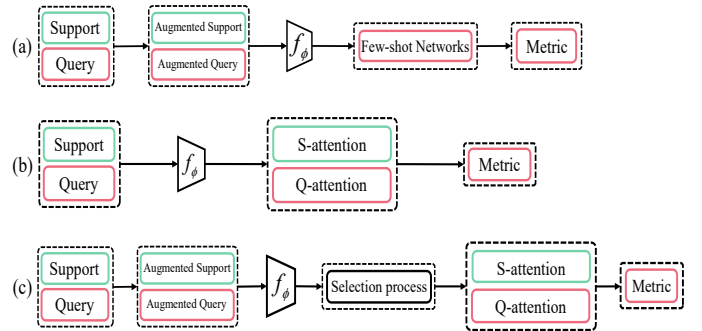 (a)
Support
Query
Augmented Support
Augmented Query
fϕ
Few-shot Networks
Metric
(b)
Support
Query
fϕ
S-attention
Q-attention
Metric
(c)
Support
Query
Augmented Support
Augmented Query
fϕ
Selection process
S-attention
Q-attention
Metric